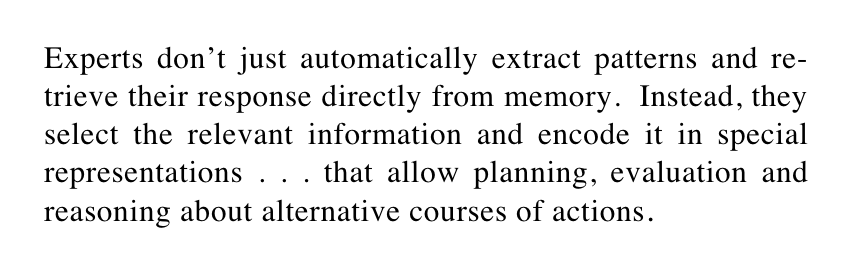 Experts don’t just automatically extract patterns and re-
trieve their response directly from memory. Instead, they
select the relevant information and encode it in special
representations . . . that allow planning, evaluation and
reasoning about alternative courses of actions.